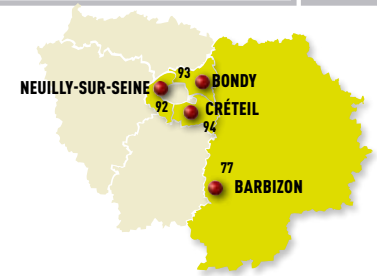 93
BONDY
NEUILLY-SUR-SEINE
92
CRÉTEIL
94
77
BARBIZON